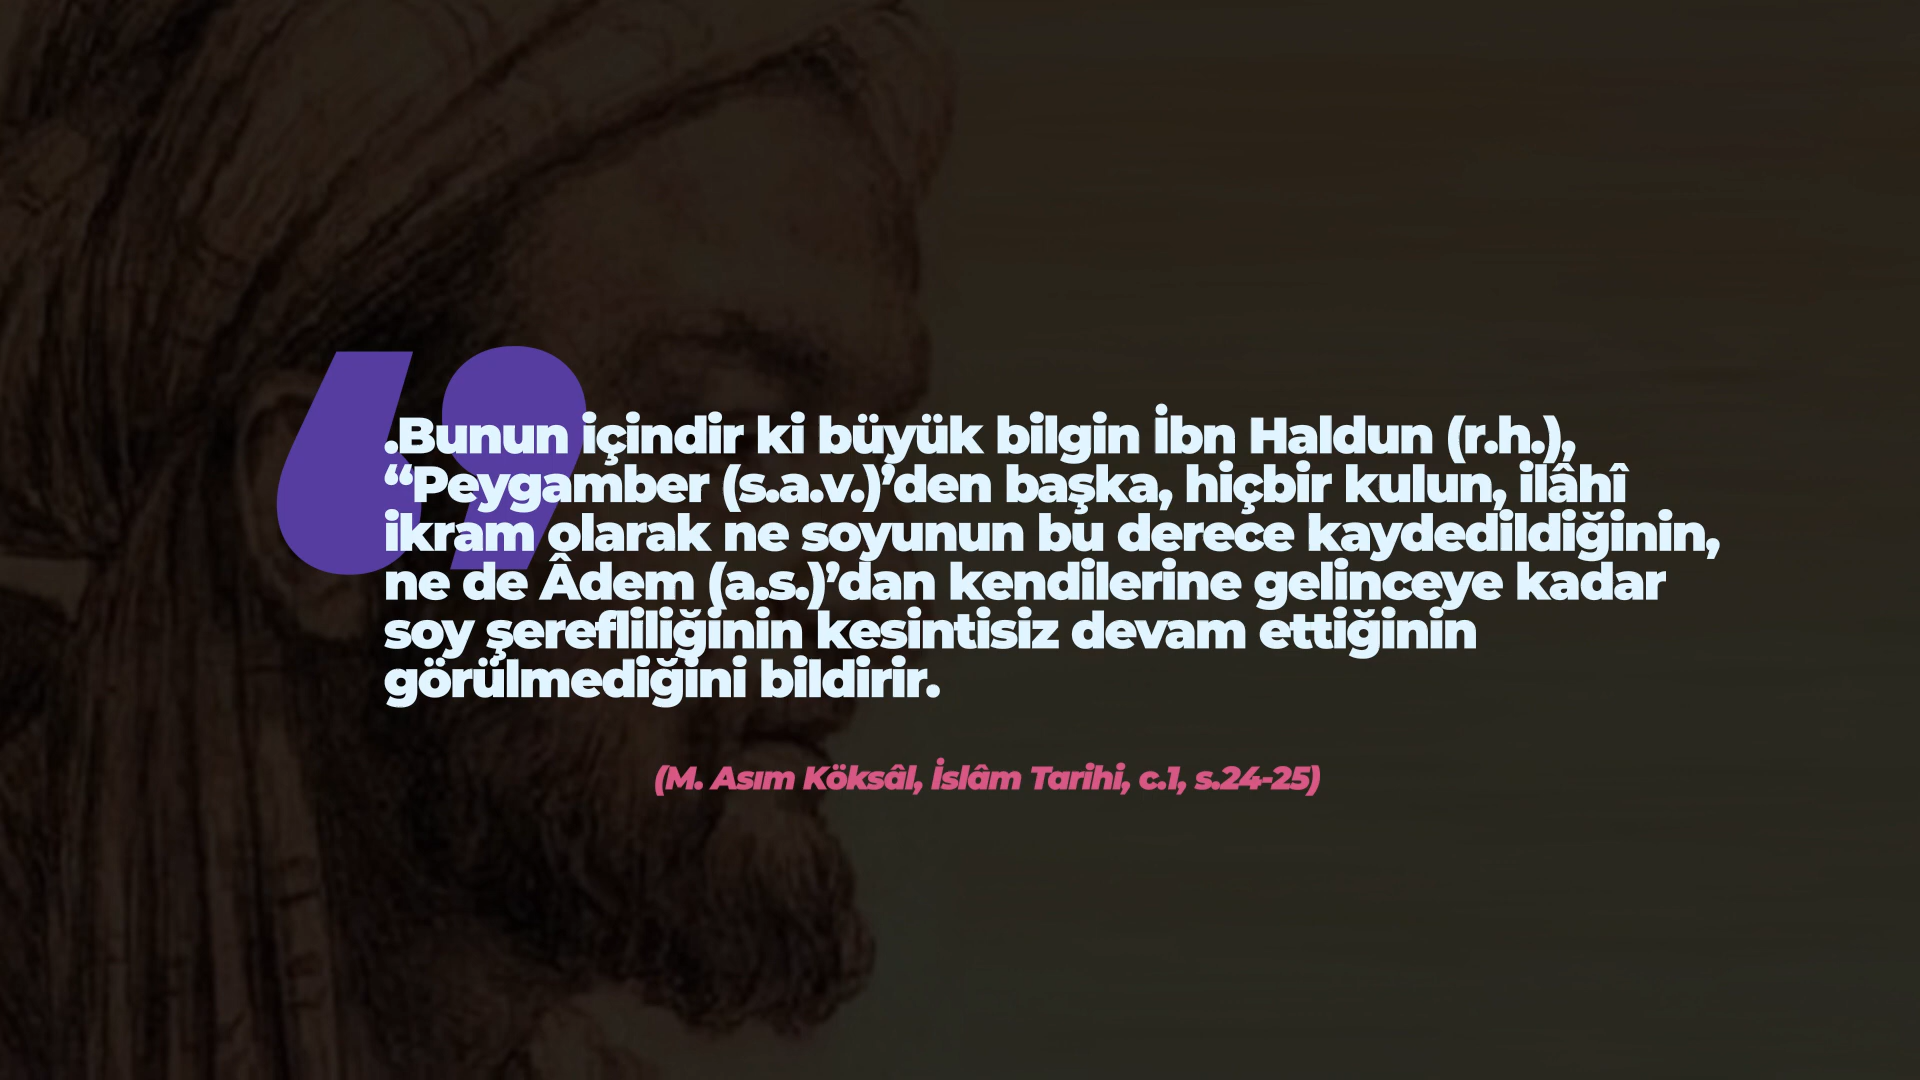 .Bunun içindir ki büyük bilgin İbn Haldun (r.h.),
“Peygamber (s.a.v.)’den başka, hiçbir kulun, ilâhî
ikram olarak ne soyunun bu derece kaydedildiğinin,
ne de Âdem (a.s.)’dan kendilerine gelinceye kadar
soy şerefliliğinin kesintisiz devam ettiğinin
görülmediğini bildirir.
(M. Asım Köksâl, İslâm Tarihi, c.1, s.24-25)